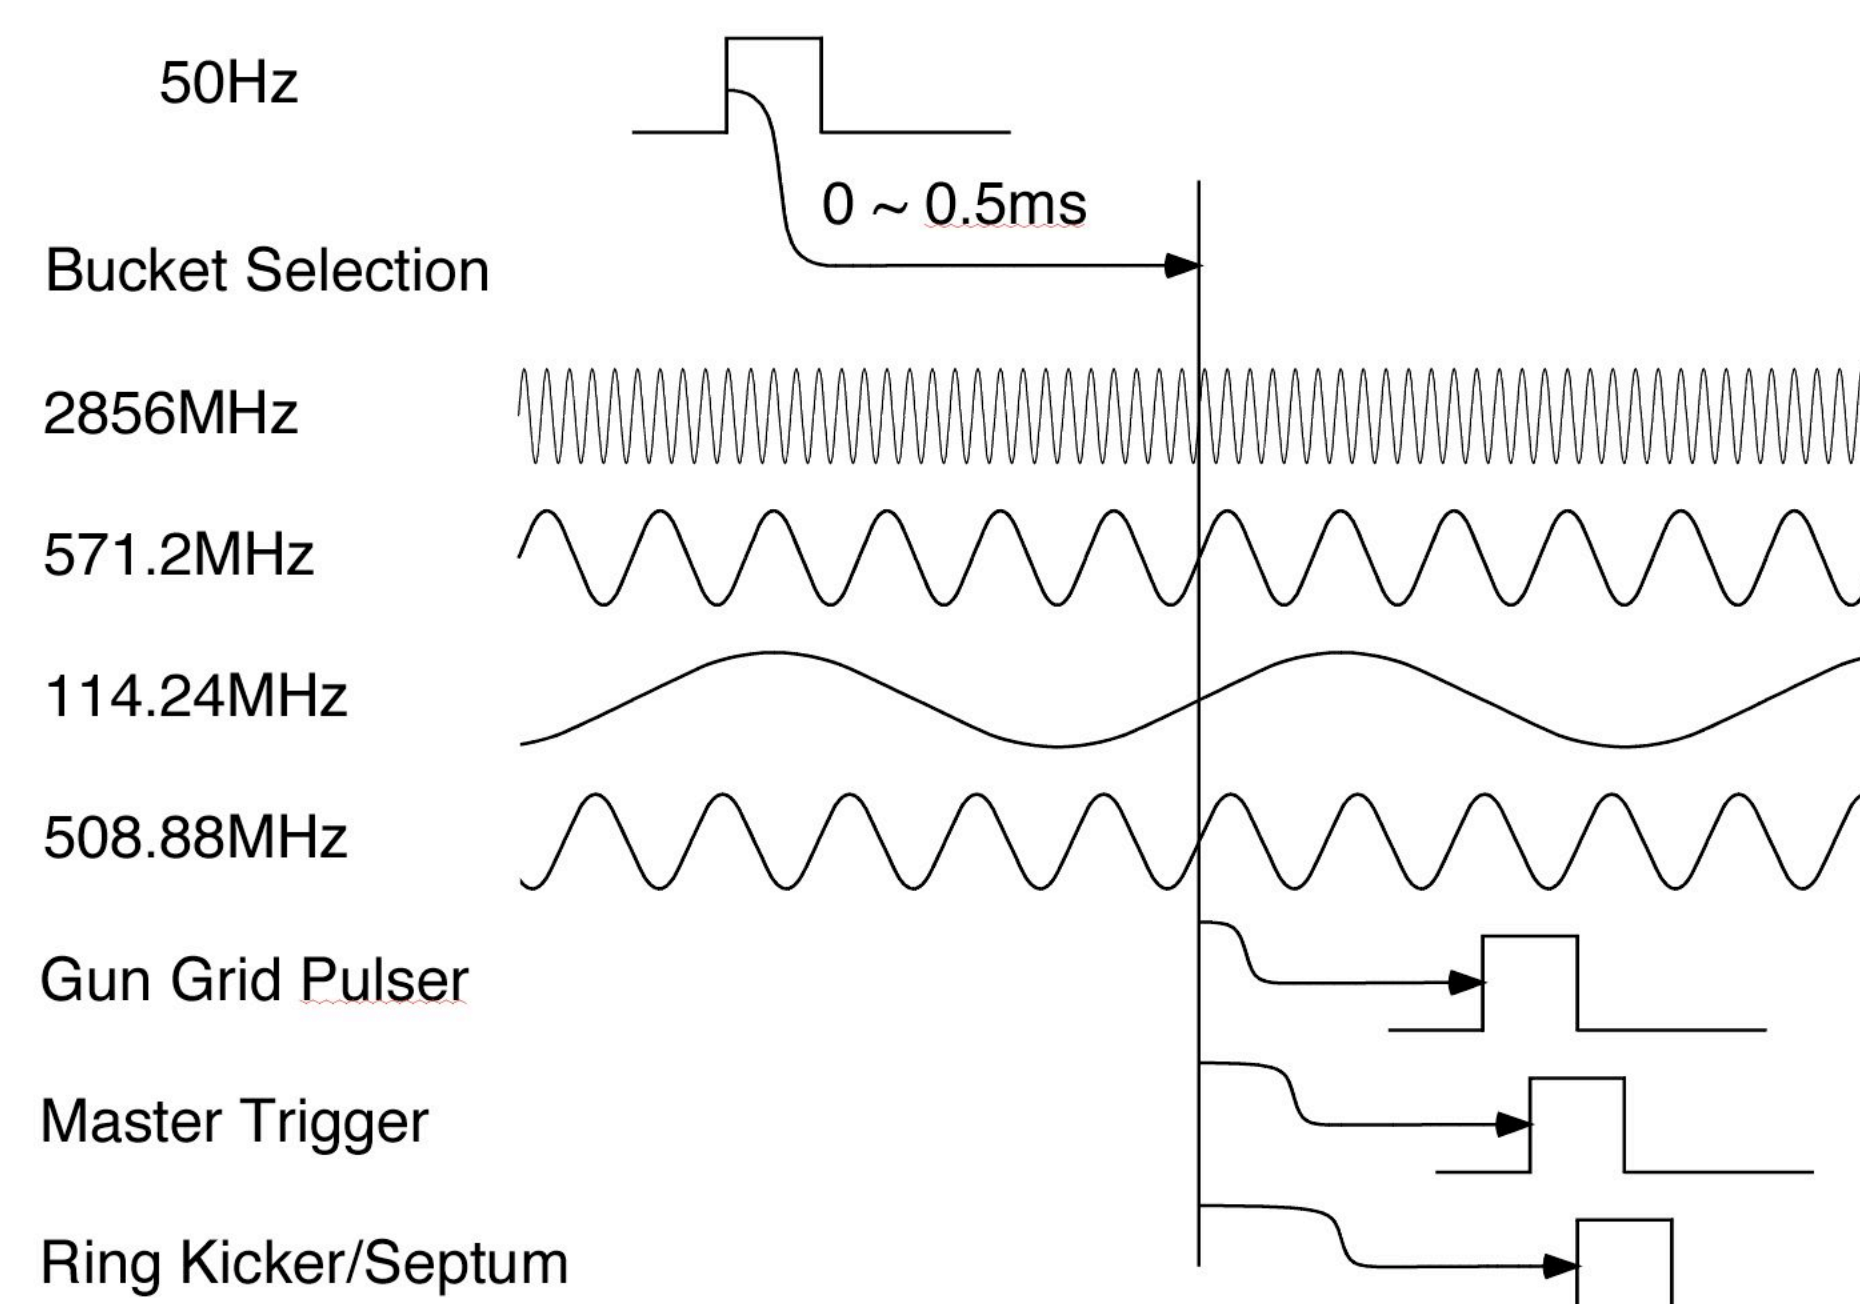 50Hz
0 ~ 0.5ms
Bucket Selection
2856MHz
571.2MHz
114.24MHz
508.88MHz
Gun Grid Pulser
Master Trigger
Ring Kicker/Septum